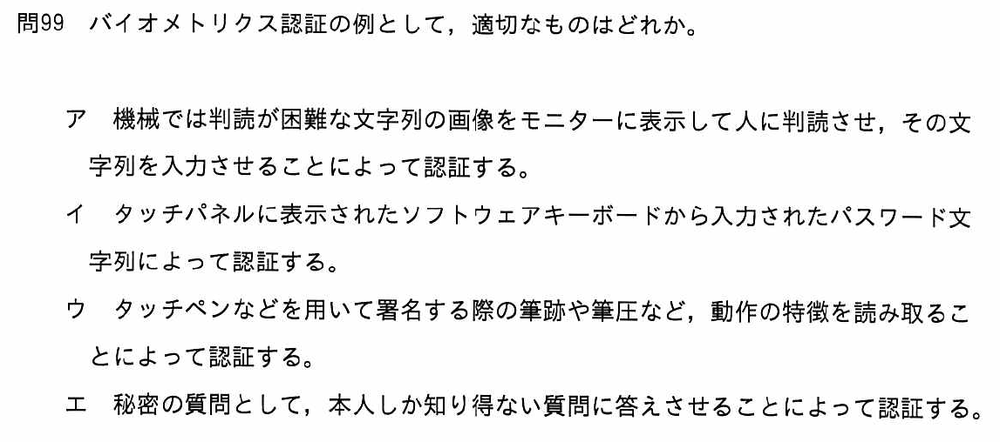 問99　バイオメトリクス認証の例として，適切なものはどれか。
ア　機械では判読が困難な文字列の画像をモニターに表示して人に判読させ，その文
字列を入力させることによって認証する。
イ　タッチパネルに表示されたソフトウェアキーボードから入力されたパスワード文
字列によって認証する。
ウ　タッチペンなどを用いて署名する際の筆跡や筆圧など，動作の特徴を読み取るこ
とによって認証する。
エ　秘密の質問として，本人しか知り得ない質問に答えさせることによって認証する。